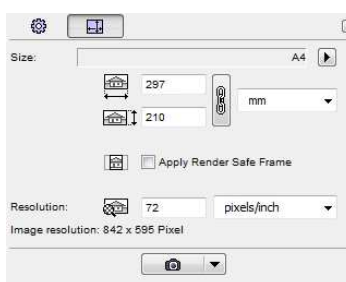 Size: A4
297
mm
210
Apply Render Safe Frame
Resolution: 72 pixels/inch
Image resolution: 842 x 595 Pixel